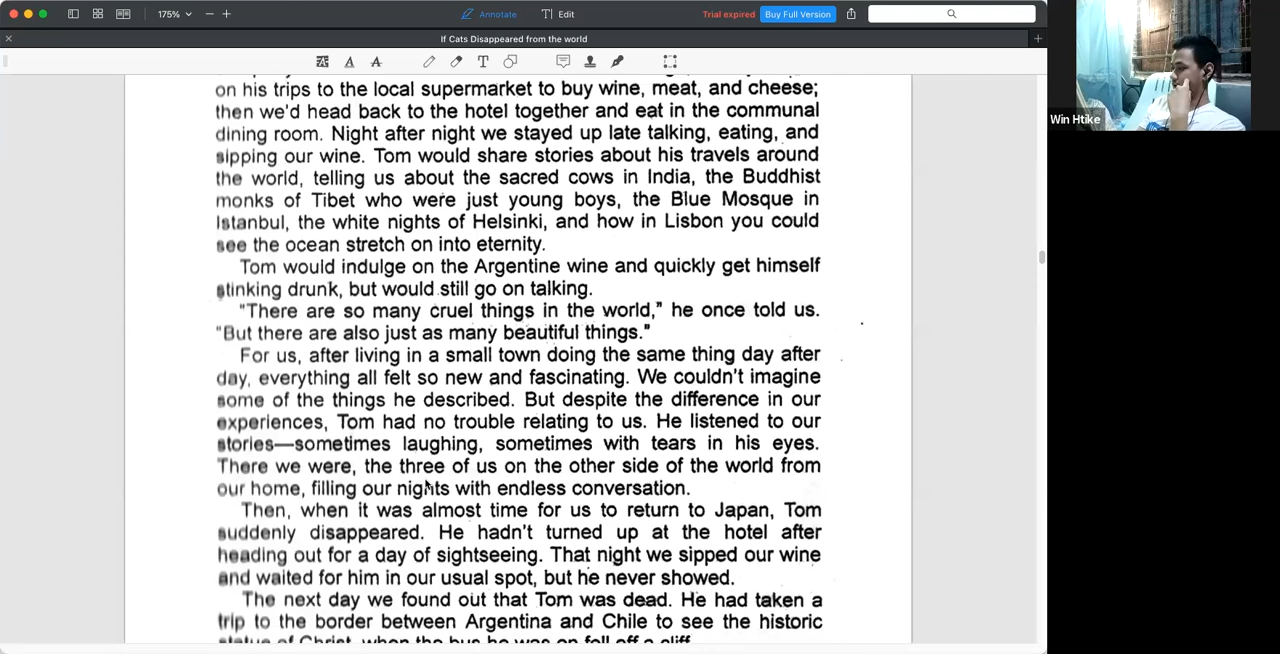 175%
Annotate
Edit
Trial expired
Buy Full Version
If Cats Disappeared from the world
on his trips to the local supermarket to buy wine, meat, and cheese;
then we'd head back to the hotel together and eat in the communal
dining room. Night after night we stayed up late talking, eating, and
sipping our wine. Tom would share stories about his travels around
the world, telling us about the sacred cows in India, the Buddhist
monks of Tibet who were just young boys, the Blue Mosque in
Istanbul, the white nights of Helsinki, and how in Lisbon you could
see the ocean stretch on into eternity.
Tom would indulge on the Argentine wine and quickly get himself
stinking drunk, but would still go on talking.
"There are so many cruel things in the world," he once told us.
"But there are also just as many beautiful things."
For us, after living in a small town doing the same thing day after
day, everything all felt so new and fascinating. We couldn't imagine
some of the things he described. But despite the difference in our
experiences, Tom had no trouble relating to us. He listened to our
stories—sometimes laughing, sometimes with tears in his eyes.
There we were, the three of us on the other side of the world from
our home, filling our nights with endless conversation.
Then, when it was almost time for us to return to Japan, Tom
suddenly disappeared. He hadn't turned up at the hotel after
heading out for a day of sightseeing. That night we sipped our wine
and waited for him in our usual spot, but he never showed.
The next day we found out that Tom was dead. He had taken a
trip to the border between Argentina and Chile to see the historic
statue of Christ, when the bus he was on fell off a cliff.
Win Htike